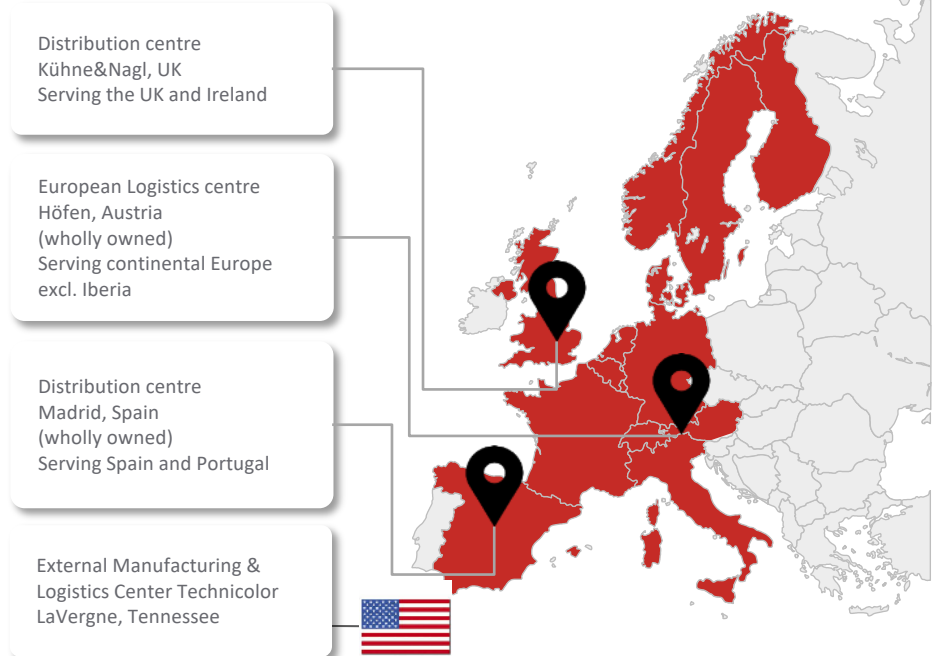 Distribution centre
Kühne&Nagl, UK
Serving the UK and Ireland
European Logistics centre
Höfen, Austria
(wholly owned)
Serving continental Europe
excl. Iberia
Distribution centre
Madrid, Spain
(wholly owned)
Serving Spain and Portugal
External Manufacturing &
Logistics Center Technicolor
LaVergne, Tennessee